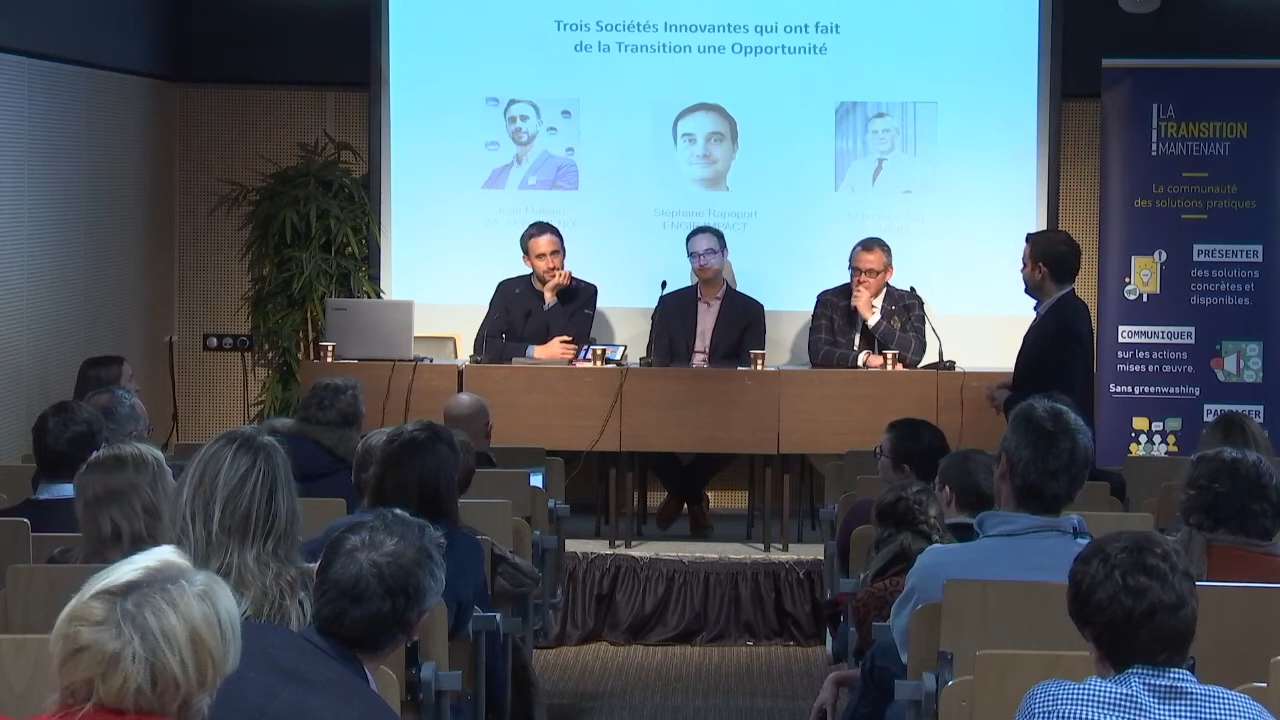 Trois Sociétés Innovantes qui ont fait
de la Transition une Opportunité
Stéphane Rapoport
ENGIE IMPACT
LA
TRANSITION
MAINTENANT
La communauté
des solutions pratiques
PRÉSENTER
des solutions
concrètes et
disponibles.
COMMUNIQUER
sur les actions
mises en œuvre.
Sans greenwashing
PARTAGER